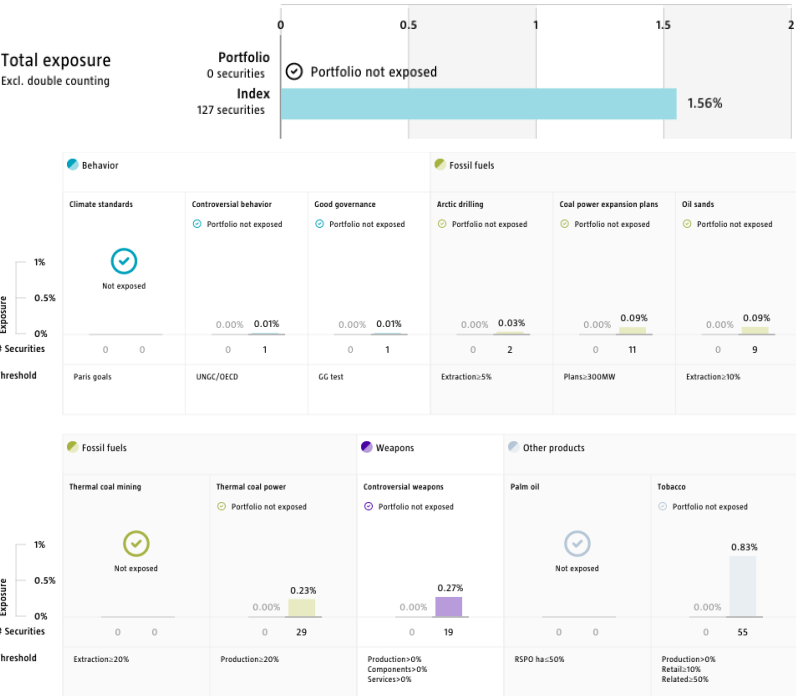 0 0.5 1 1.5 2
Total exposure
Excl. double counting
Portfolio
0 securities
Portfolio not exposed
Index
127 securities
1.56%
Behavior
Fossil fuels
Climate standards
Controversial behavior
Good governance
Arctic drilling
Coal power expansion plans
Oil sands
Portfolio not exposed
Portfolio not exposed
Portfolio not exposed
Portfolio not exposed
Portfolio not exposed
Not exposed
Exposure
1%
0.5%
0%
0.00% 0.01%
0.00% 0.01%
0.00% 0.03%
0.00% 0.09%
0.00% 0.09%
# Securities
0 0
0 1
0 1
0 2
0 11
0 9
hreshold
Paris goals
UNGC/OECD
GG test
Extraction≥5%
Plans≥300MW
Extraction≥10%
Fossil fuels
Weapons
Other products
Thermal coal mining
Thermal coal power
Controversial weapons
Palm oil
Tobacco
Portfolio not exposed
Portfolio not exposed
Portfolio not exposed
Not exposed
Not exposed
Exposure
1%
0.5%
0%
0.00% 0.23%
0.00% 0.27%
0.00% 0.83%
# Securities
0 0
0 29
0 19
0 0
0 55
hreshold
Extraction≥20%
Production≥20%
Production>0%
Components>0%
Services>0%
RSPO ha≤50%
Production>0%
Retail≥10%
Related≥50%